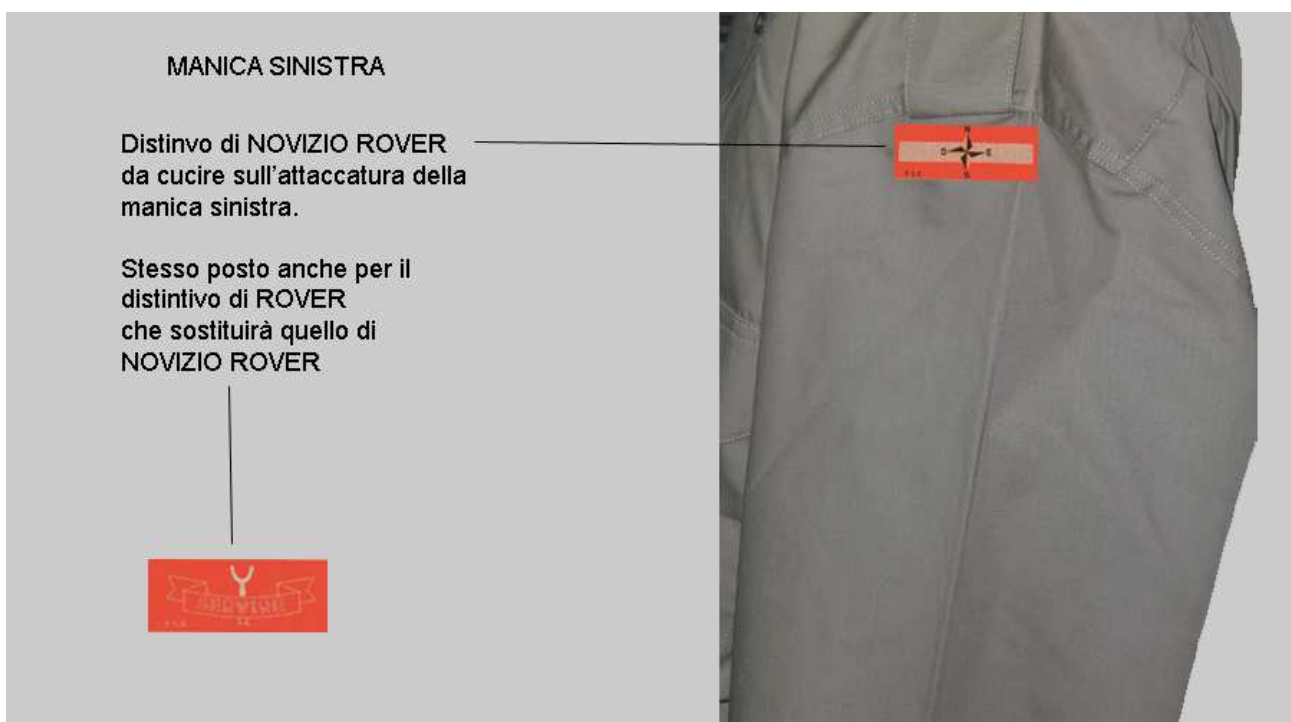 MANICA SINISTRA
Distinvo di NOVIZIO ROVER
da cucire sull'attaccatura della
manica sinistra.
Stesso posto anche per il
distintivo di ROVER
che sostituirà quello di
NOVIZIO ROVER
N
O E
S
SERVIRE